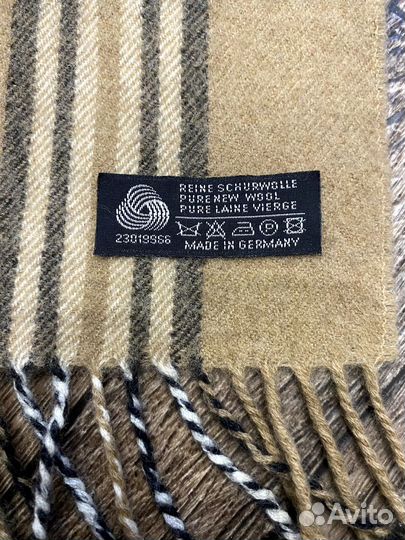 REINE SCHURWOLLE
PURE NEW WOOL
PURE LAINE VIERGE
23019966
MADE IN GERMANY
Avito